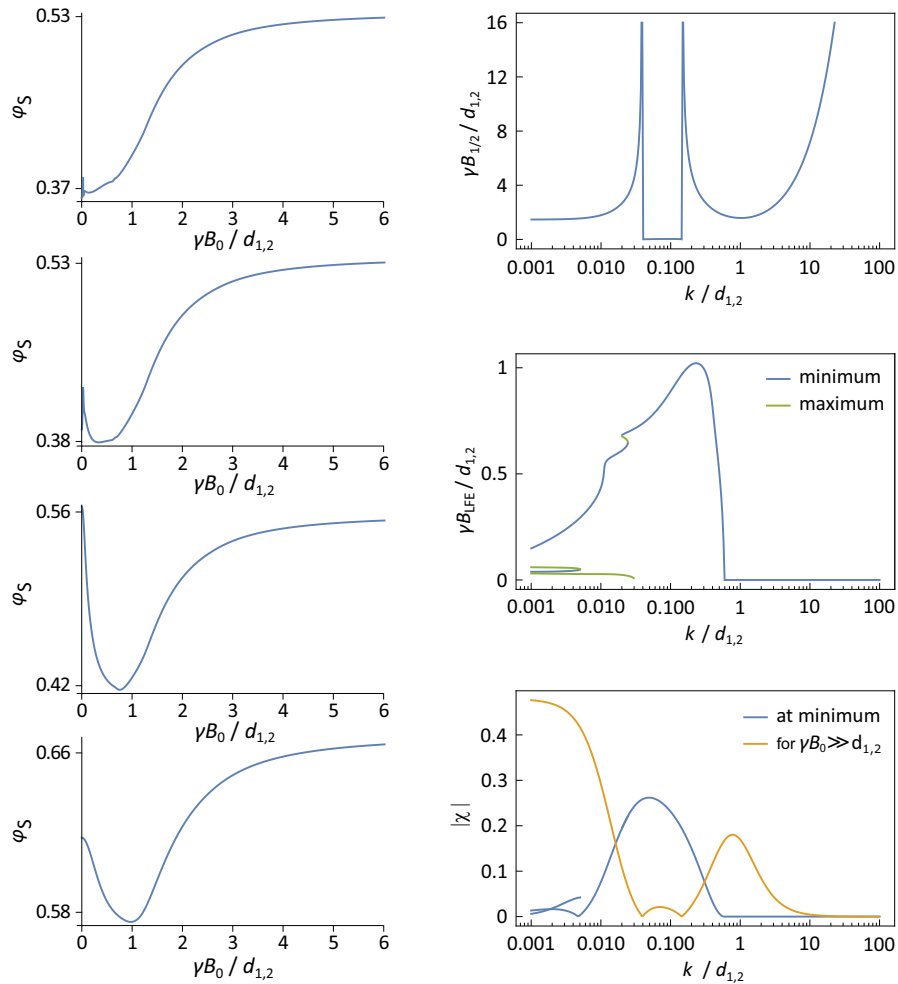 0.53
φS
0.37
0 1 2 3 4 5 6
γB0 / d1,2
0.53
φS
0.38
0 1 2 3 4 5 6
γB0 / d1,2
0.56
φS
0.42
0 1 2 3 4 5 6
γB0 / d1,2
0.66
φS
0.58
0 1 2 3 4 5 6
γB0 / d1,2
16
12
8
4
0
γB1/2 / d1,2
0.001 0.010 0.100 1 10 100
k / d1,2
1
0.5
0
γBLFE / d1,2
minimum
maximum
0.001 0.010 0.100 1 10 100
k / d1,2
0.4
0.3
0.2
0.1
0
|χ|
at minimum
for γB0≫d1,2
0.001 0.010 0.100 1 10 100
k / d1,2